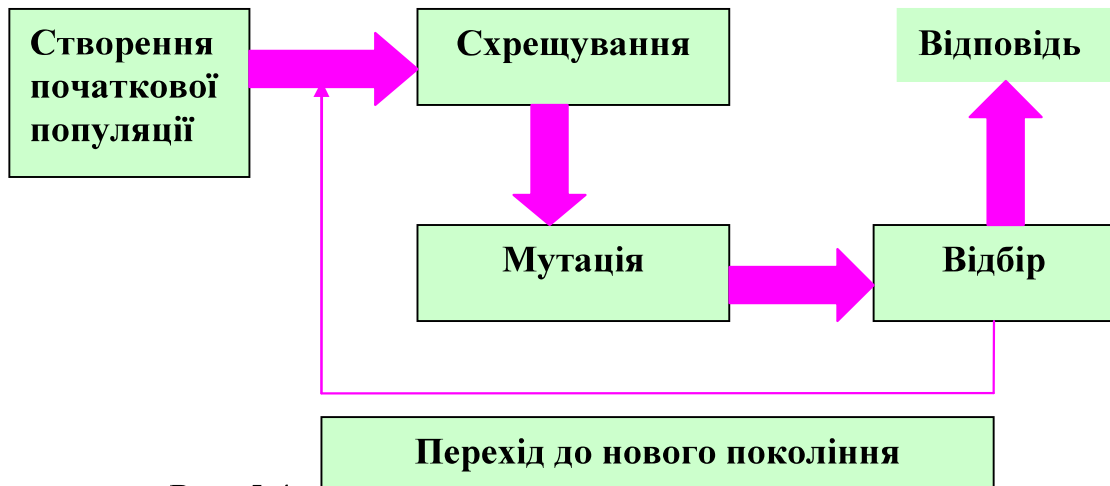 Створення
початкової
популяції
Схрещування
Відповідь
Мутація
Відбір
Перехід до нового покоління